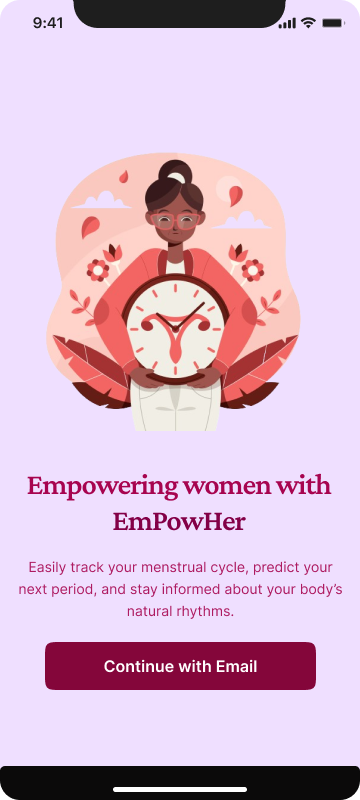 9:41
Empowering women with
EmPowHer
Easily track your menstrual cycle, predict your
next period, and stay informed about your body’s
natural rhythms.
Continue with Email